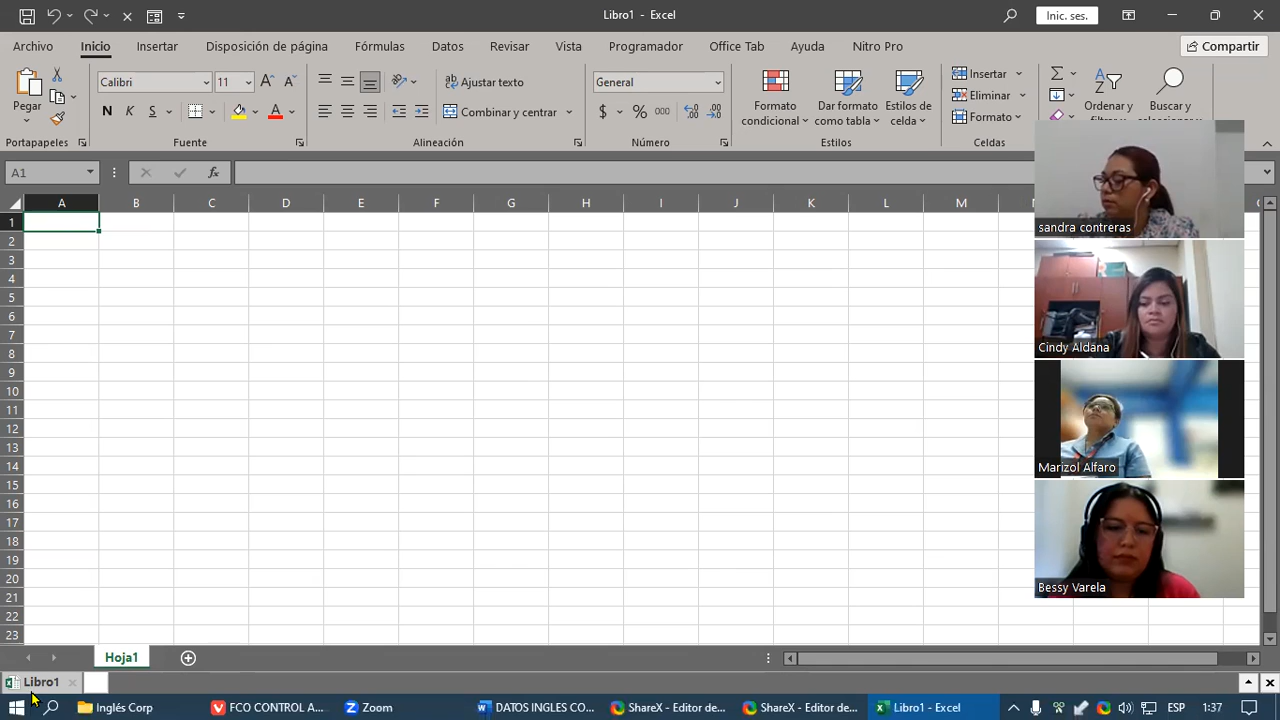 Libro1 - Excel
Inic. ses.
Archivo Inicio Insertar Disposición de página Fórmulas Datos Revisar Vista Programador Office Tab Ayuda Nitro Pro Compartir
Pegar
Calibri 11
N K S
Ajustar texto
Combinar y centrar
General
$ % 000
Formato condicional
Dar formato como tabla
Estilos de celda
Insertar
Eliminar
Formato
Ordenar y
Buscar y
Portapapeles Fuente Alineación Número Estilos Celdas
A1 fx
A B C D E F G H I J K L M
1
2
3
4
5
6
7
8
9
10
11
12
13
14
15
16
17
18
19
20
21
22
23
sandra contreras
Cindy Aldana
Marizol Alfaro
Bessy Varela
Hoja1
Libro1
Inglés Corp FCO CONTROL A... Zoom DATOS INGLES CO... ShareX - Editor de... ShareX - Editor de... Libro1 - Excel ESP 1:37